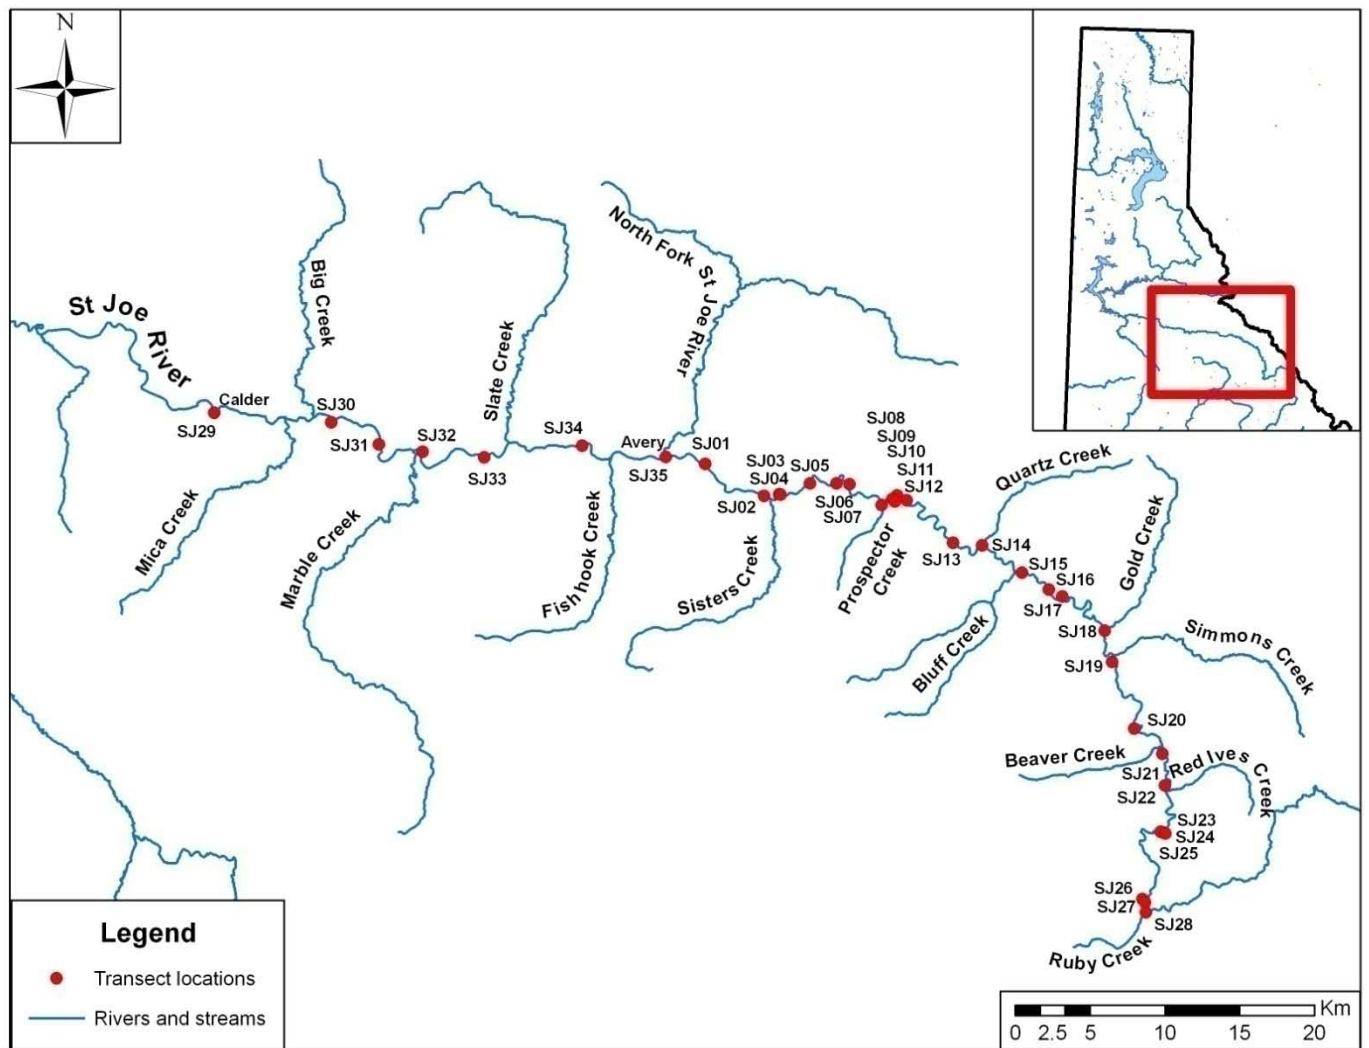 N
North Fork St Joe River
Big Creek
St Joe River
Slate Creek
Calder
SJ30
SJ29
SJ31
SJ32
SJ33
SJ34
Avery
SJ35
SJ01
SJ08
SJ09
SJ10
SJ11
SJ12
SJ03
SJ04
SJ05
SJ02
SJ06
SJ07
Quartz Creek
Gold Creek
Mica Creek
Marble Creek
Fishhook Creek
Sisters Creek
Prospector
Creek
SJ13
SJ14
SJ15
SJ16
SJ17
Bluff Creek
SJ18
SJ19
Simmons Creek
SJ20
Beaver Creek
SJ21
Red Ives Creek
SJ22
SJ23
SJ24
SJ25
SJ26
SJ27
SJ28
Ruby Creek
Legend
Transect locations
Rivers and streams
Km
0 2.5 5 10 15 20